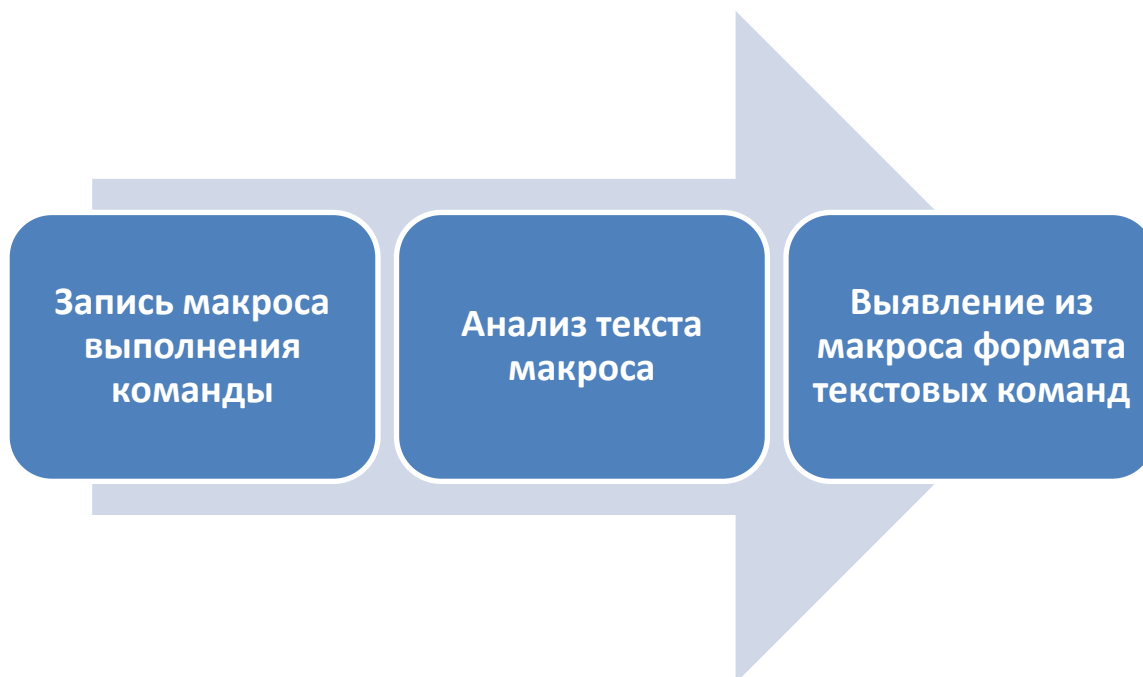 Запись макроса
выполнения
команды
Анализ текста
макроса
Выявление из
макроса формата
текстовых команд